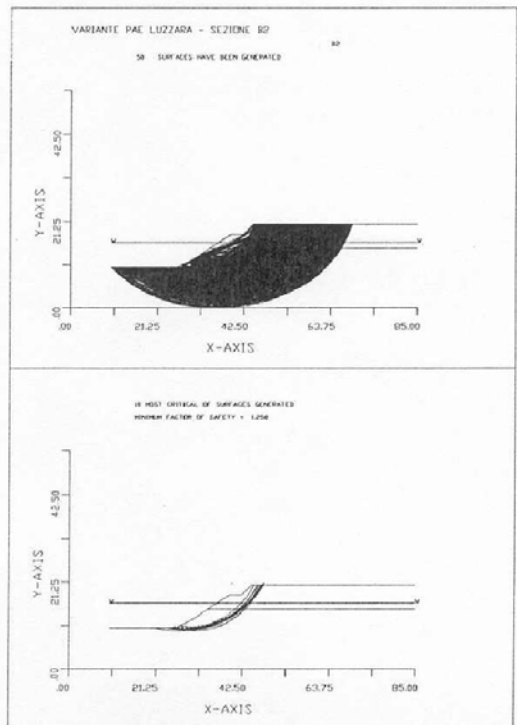 VARIANTE PAE LUZZARA - SEZIONE B2
B2
50 SURFACES HAVE BEEN GENERATED
Y-AXIS
42.50
21.25
.00
.00 21.25 42.50 63.75 85.00
X-AXIS
W W
10 MOST CRITICAL OF SURFACES GENERATED
MINIMUM FACTOR OF SAFETY = 1.250
Y-AXIS
42.50
21.25
.00
W W
.00 21.25 42.50 63.75 85.00
X-AXIS